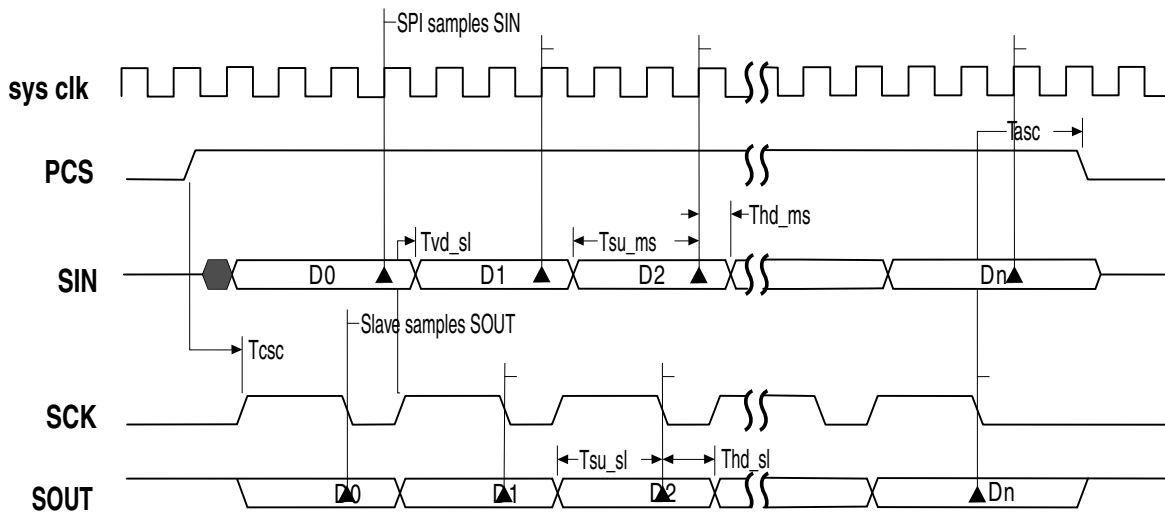 SPI samples SIN
sys clk
Tasc
PCS
Thd_ms
Tvd_sl
Tsu_ms
SIN
D0
D1
D2
Dn
Slave samples SOUT
Tcsc
SCK
Tsu_sl
Thd_sl
SOUT
D0
D1
D2
Dn